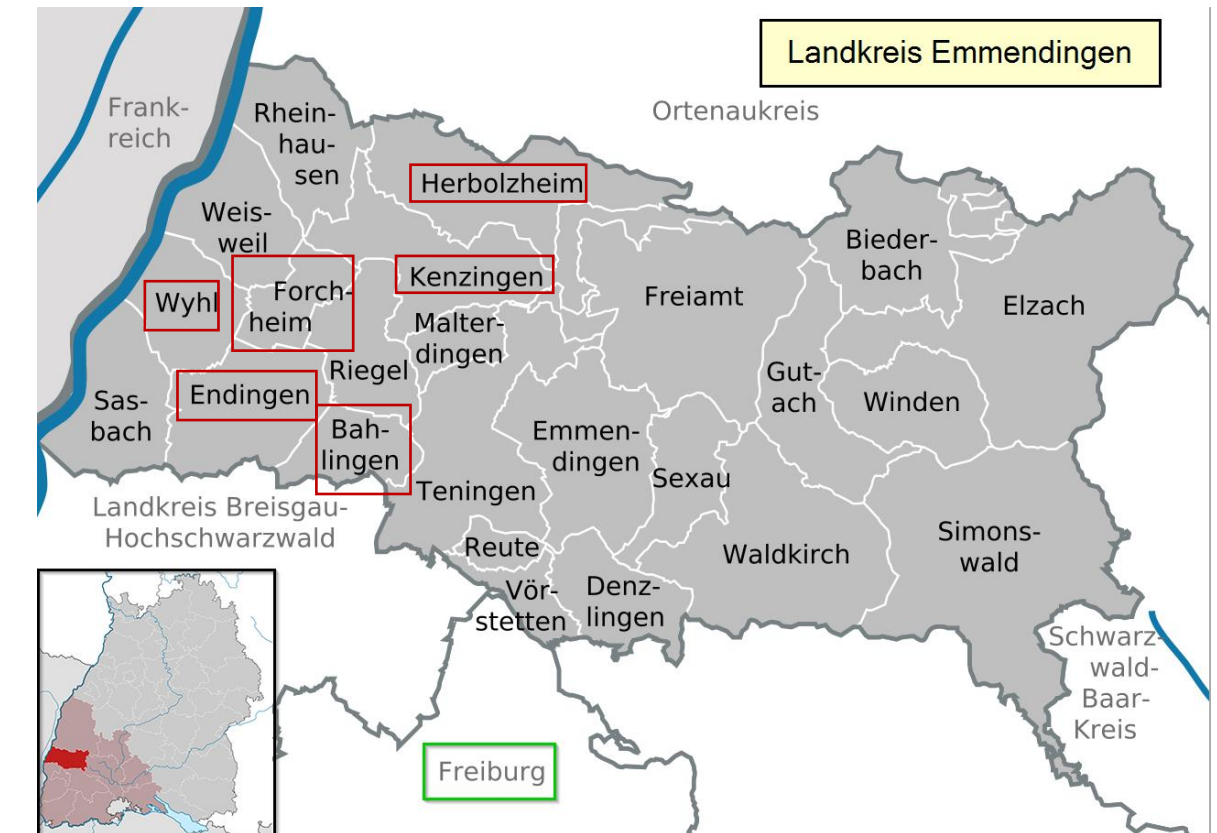 Landkreis Emmendingen
Frank-
reich
Ortenaukreis
Rhein-
hau-
sen
Herbolzheim
Weis-
weil
Bieder-
bach
Kenzingen
Wyhl
Forch-
heim
Freiamt
Elzach
Malter-
dingen
Riegel
Gut-
ach
Winden
Endingen
Sas-
bach
Bah-
lingen
Emmen-
dingen
Sexau
Teningen
Landkreis Breisgau-
Hochschwarzwald
Reute
Waldkirch
Simons-
wald
Vör-
stetten
Denz-
lingen
Schwarz-
wald-
Baar-
Kreis
Freiburg